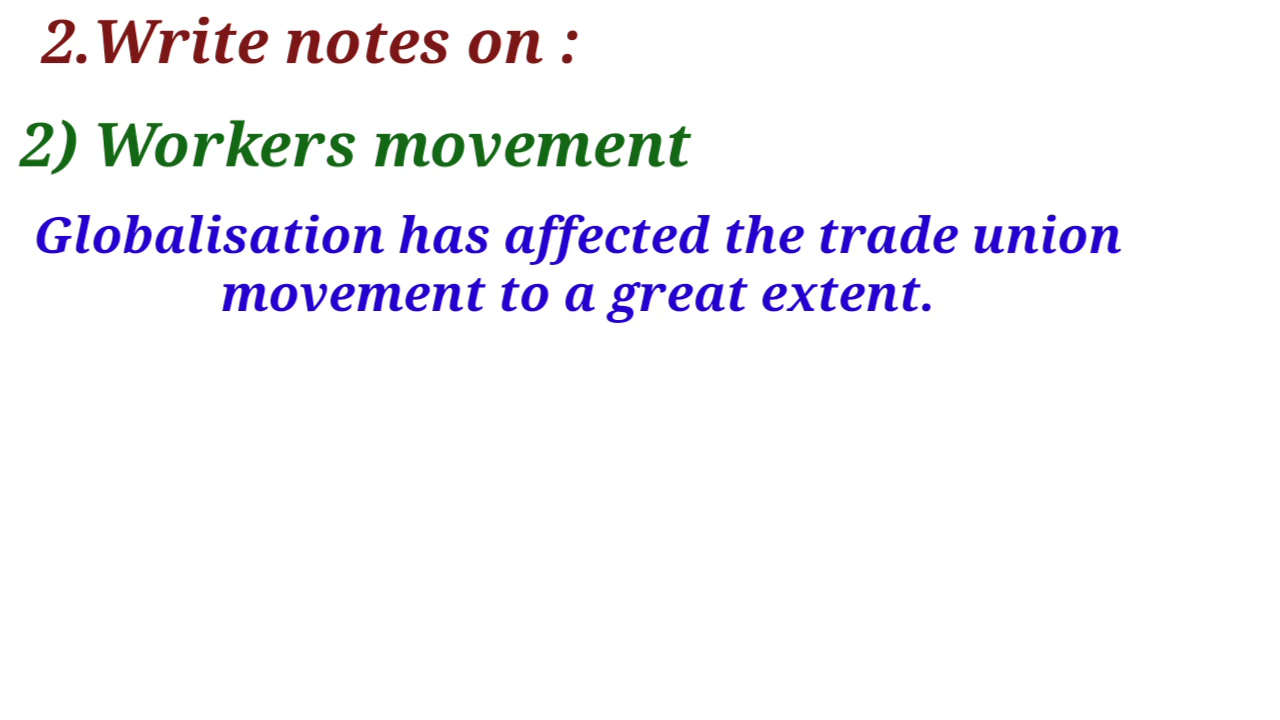 2.Write notes on :
2) Workers movement
Globalisation has affected the trade union
movement to a great extent.